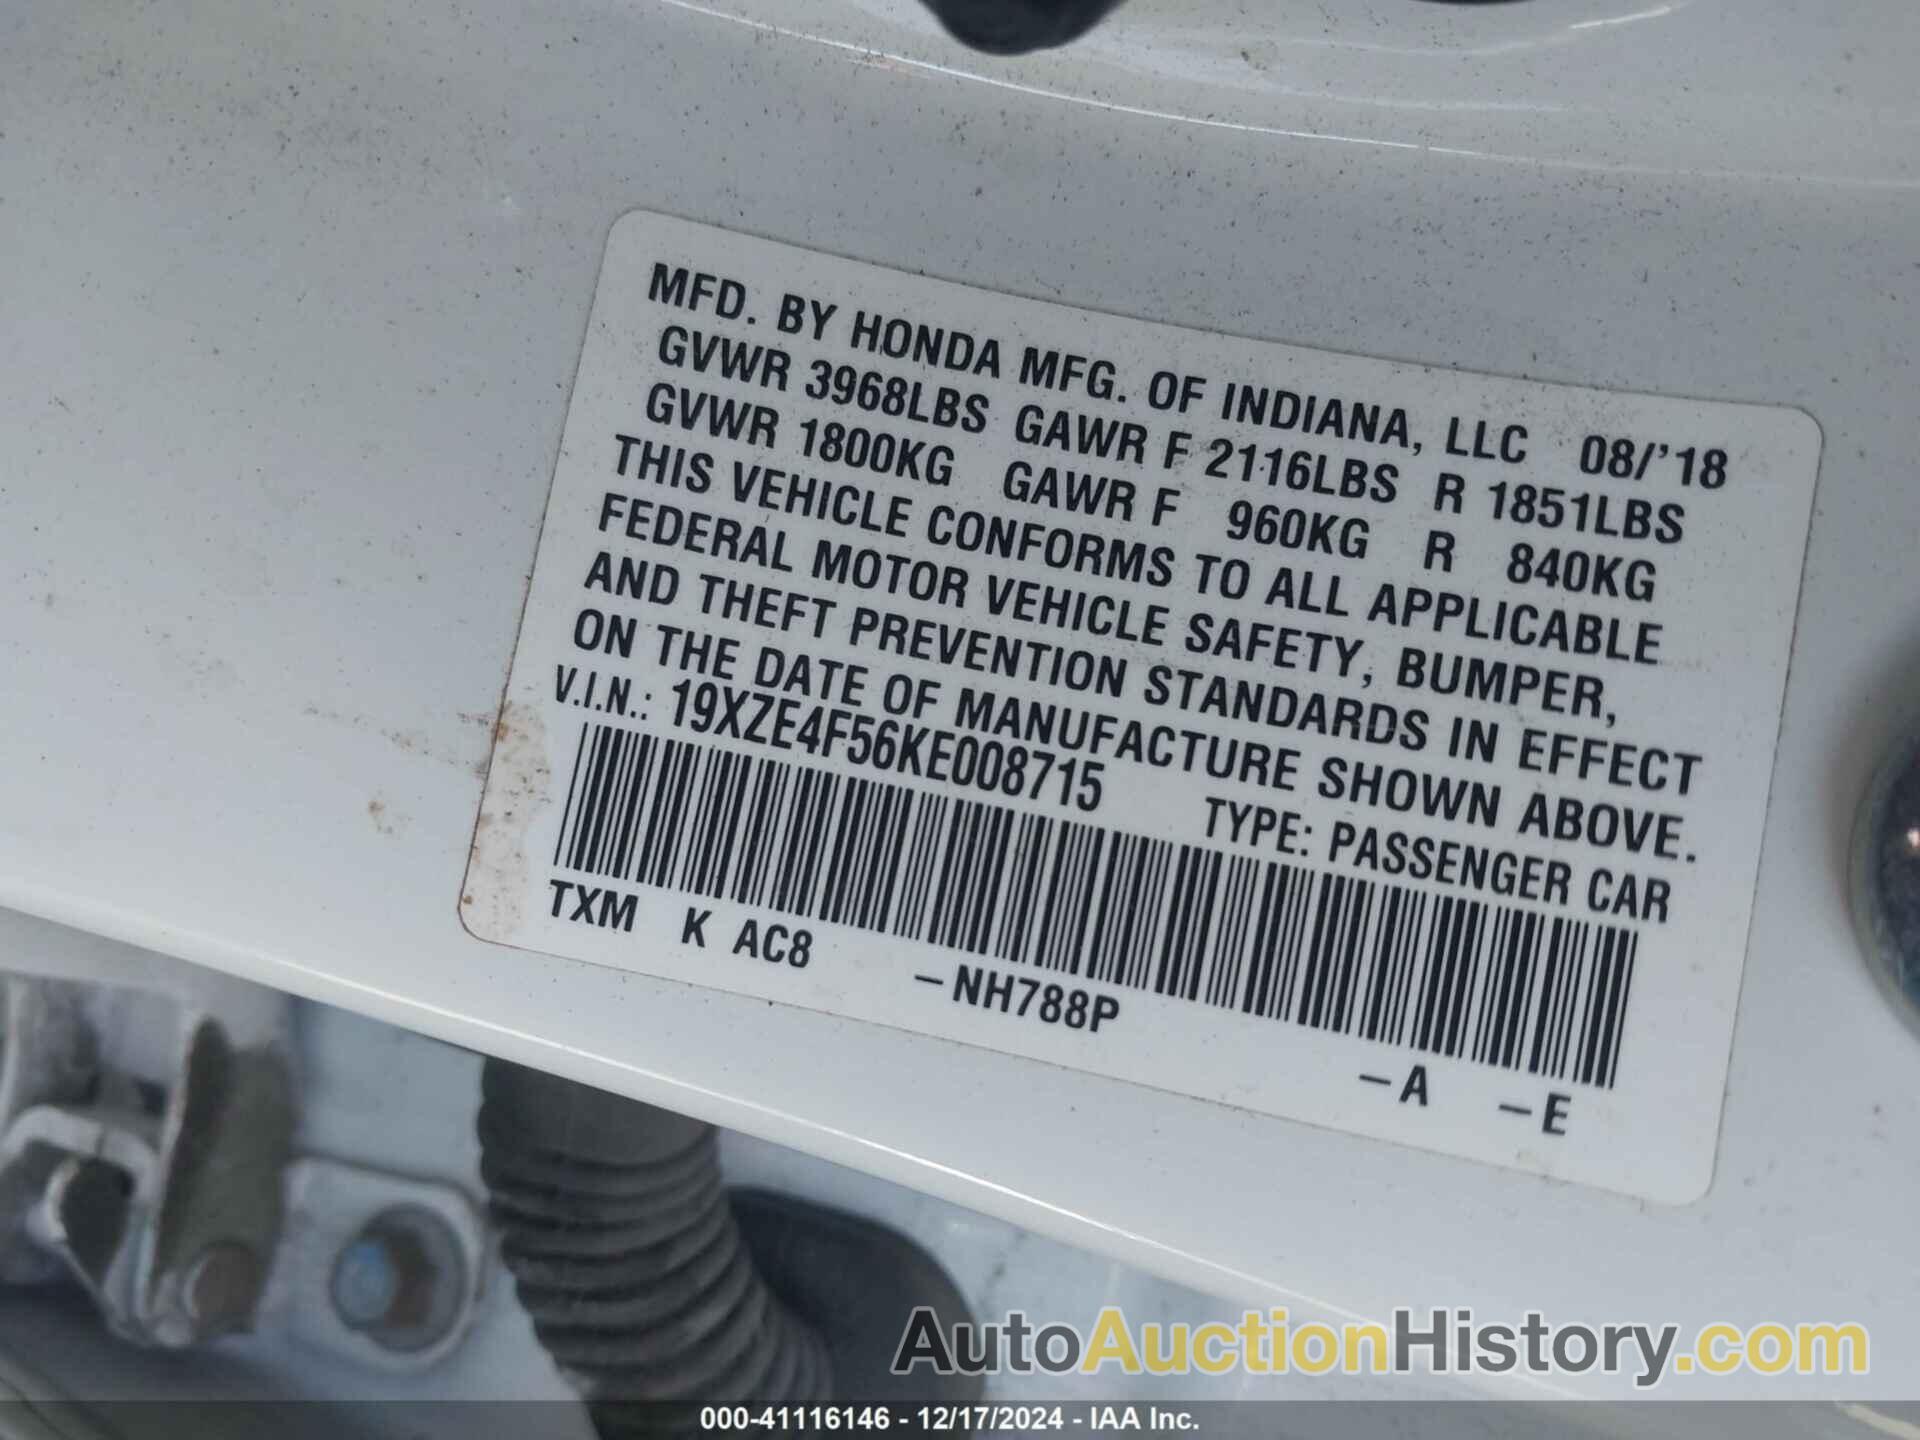 MFD. BY HONDA MFG. OF INDIANA, LLC 08/'18
GVWR 3968LBS GAWR F 2116LBS R 1851LBS
GVWR 1800KG GAWR F 960KG R 840KG
THIS VEHICLE CONFORMS TO ALL APPLICABLE
FEDERAL MOTOR VEHICLE SAFETY, BUMPER,
AND THEFT PREVENTION STANDARDS IN EFFECT
ON THE DATE OF MANUFACTURE SHOWN ABOVE.
V.I.N.: 19XZE4F56KE008715 TYPE: PASSENGER CAR
TXM K AC8 -NH788P -A -E
AutoAuctionHistory.com
000-41116146 - 12/17/2024 - IAA Inc.